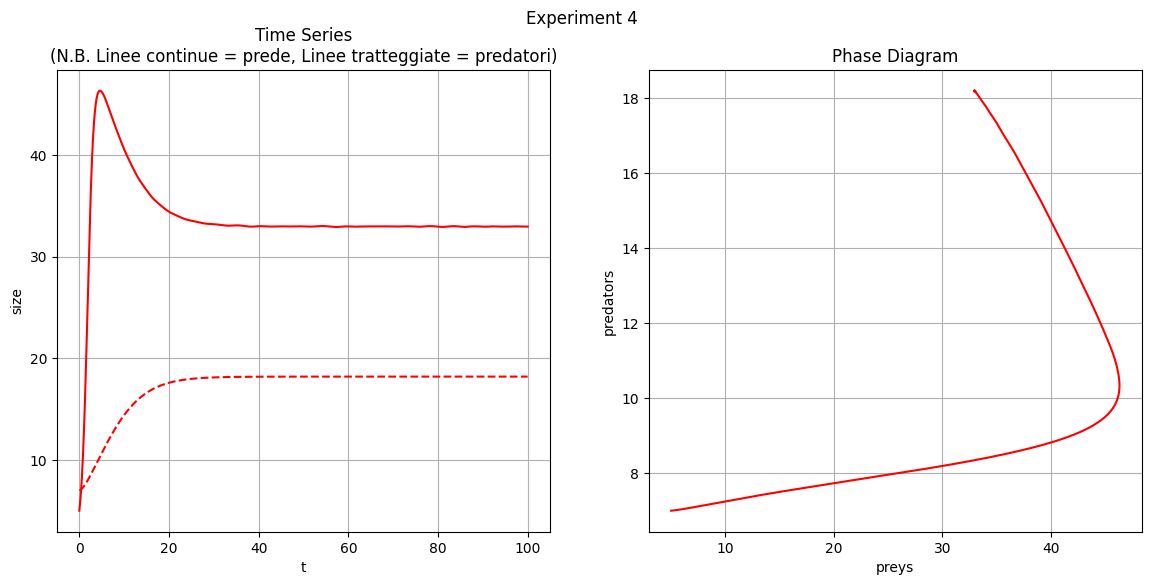 Experiment 4
Time Series
(N.B. Linee continue = prede, Linee tratteggiate = predatori)
size
40
30
20
10
0
20
40
60
80
100
t
Phase Diagram
predators
18
16
14
12
10
8
10
20
30
40
preys